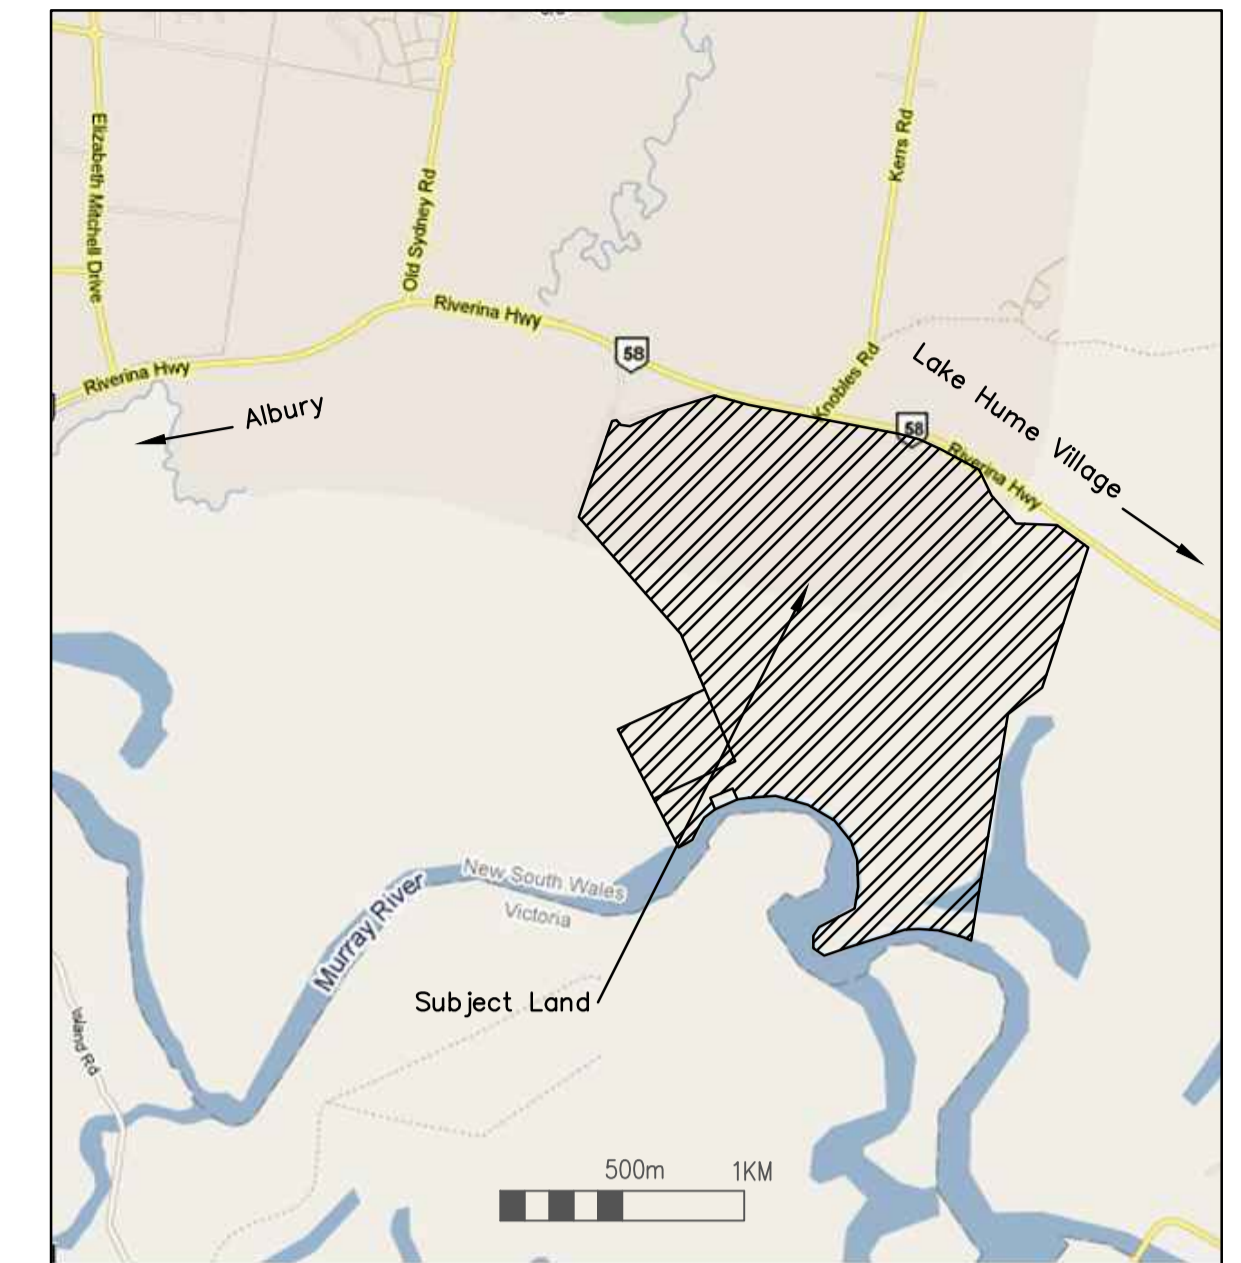 Elizabeth Mitchell Drive
Old Sydney Rd
Kerrs Rd
Riverina Hwy
58
Knobles Rd
Lake Hume Village
Riverina Hwy
Albury
58
Riverina Hwy
New South Wales
Victoria
Murray River
Subject Land
Island Rd
500m
1KM